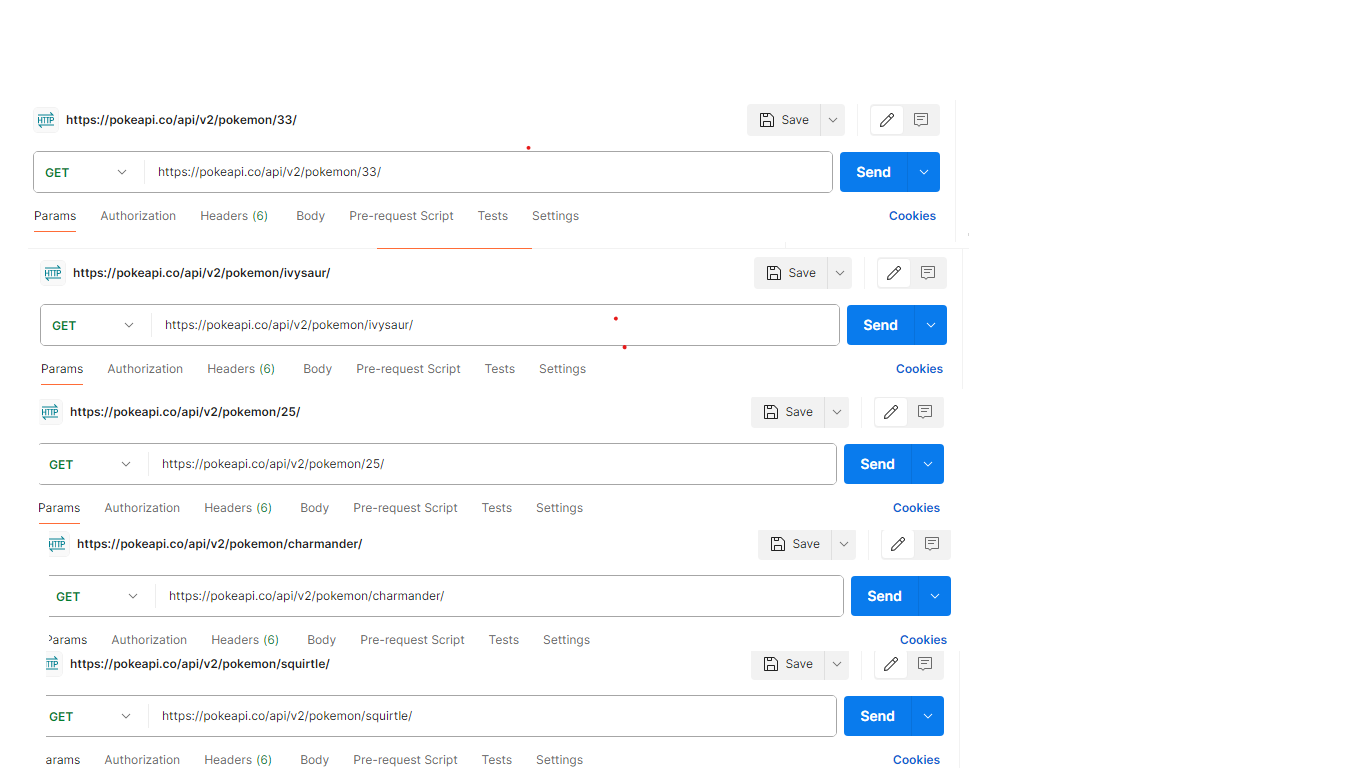 HTTP https://pokeapi.co/api/v2/pokemon/33/ Save
GET https://pokeapi.co/api/v2/pokemon/33/ Send
Params Authorization Headers (6) Body Pre-request Script Tests Settings Cookies
HTTP https://pokeapi.co/api/v2/pokemon/ivysaur/ Save
GET https://pokeapi.co/api/v2/pokemon/ivysaur/ Send
Params Authorization Headers (6) Body Pre-request Script Tests Settings Cookies
HTTP https://pokeapi.co/api/v2/pokemon/25/ Save
GET https://pokeapi.co/api/v2/pokemon/25/ Send
Params Authorization Headers (6) Body Pre-request Script Tests Settings Cookies
HTTP https://pokeapi.co/api/v2/pokemon/charmander/ Save
GET https://pokeapi.co/api/v2/pokemon/charmander/ Send
Params Authorization Headers (6) Body Pre-request Script Tests Settings Cookies
TTP https://pokeapi.co/api/v2/pokemon/squirtle/ Save
GET https://pokeapi.co/api/v2/pokemon/squirtle/ Send
arams Authorization Headers (6) Body Pre-request Script Tests Settings Cookies